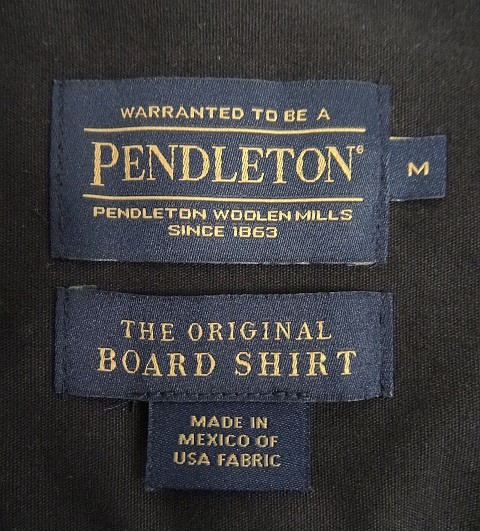 WARRANTED TO BE A
PENDLETON®
M
PENDLETON WOOLEN MILLS
SINCE 1863
THE ORIGINAL
BOARD SHIRT
MADE IN
MEXICO OF
USA FABRIC